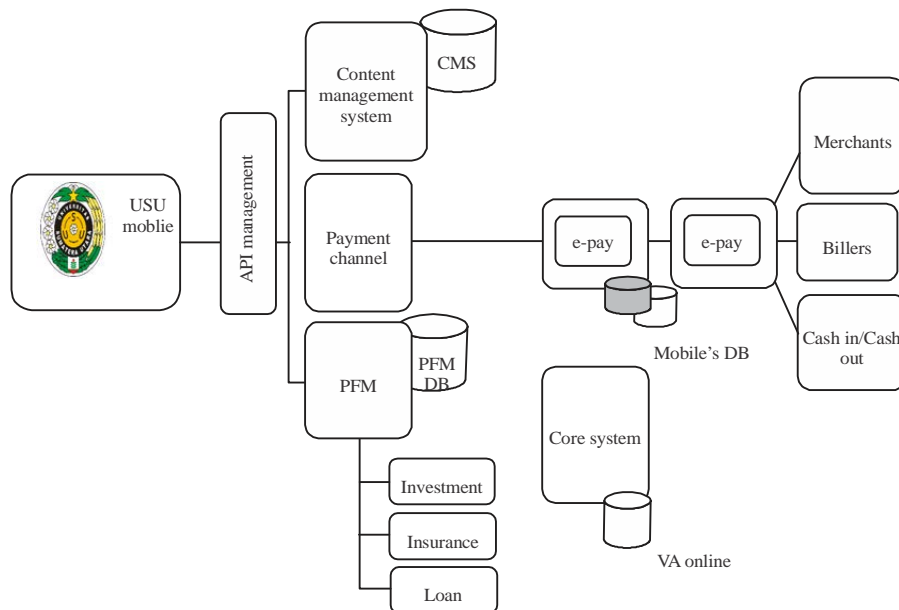 USU
moblie
API management
Content
management
system
CMS
Payment
channel
PFM
PFM
DB
Investment
Insurance
Loan
e-pay
e-pay
Mobile's DB
Core system
VA online
Merchants
Billers
Cash in/Cash
out